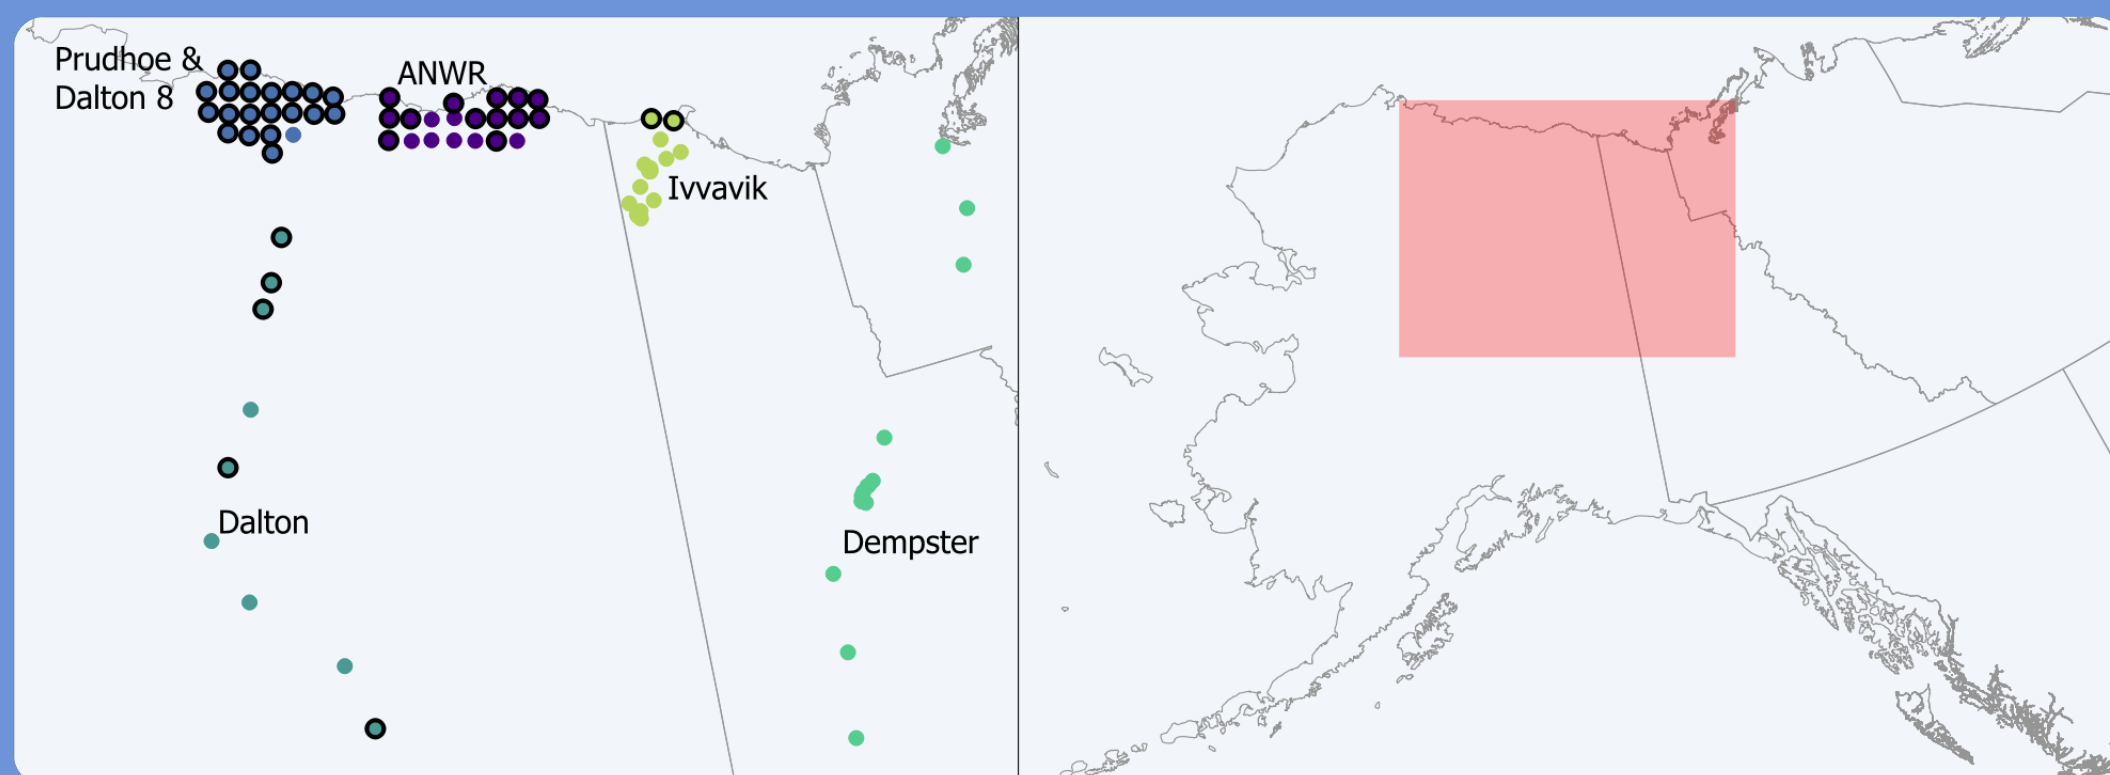 Prudhoe &
Dalton 8
ANWR
Ivvavik
Dalton
Dempster